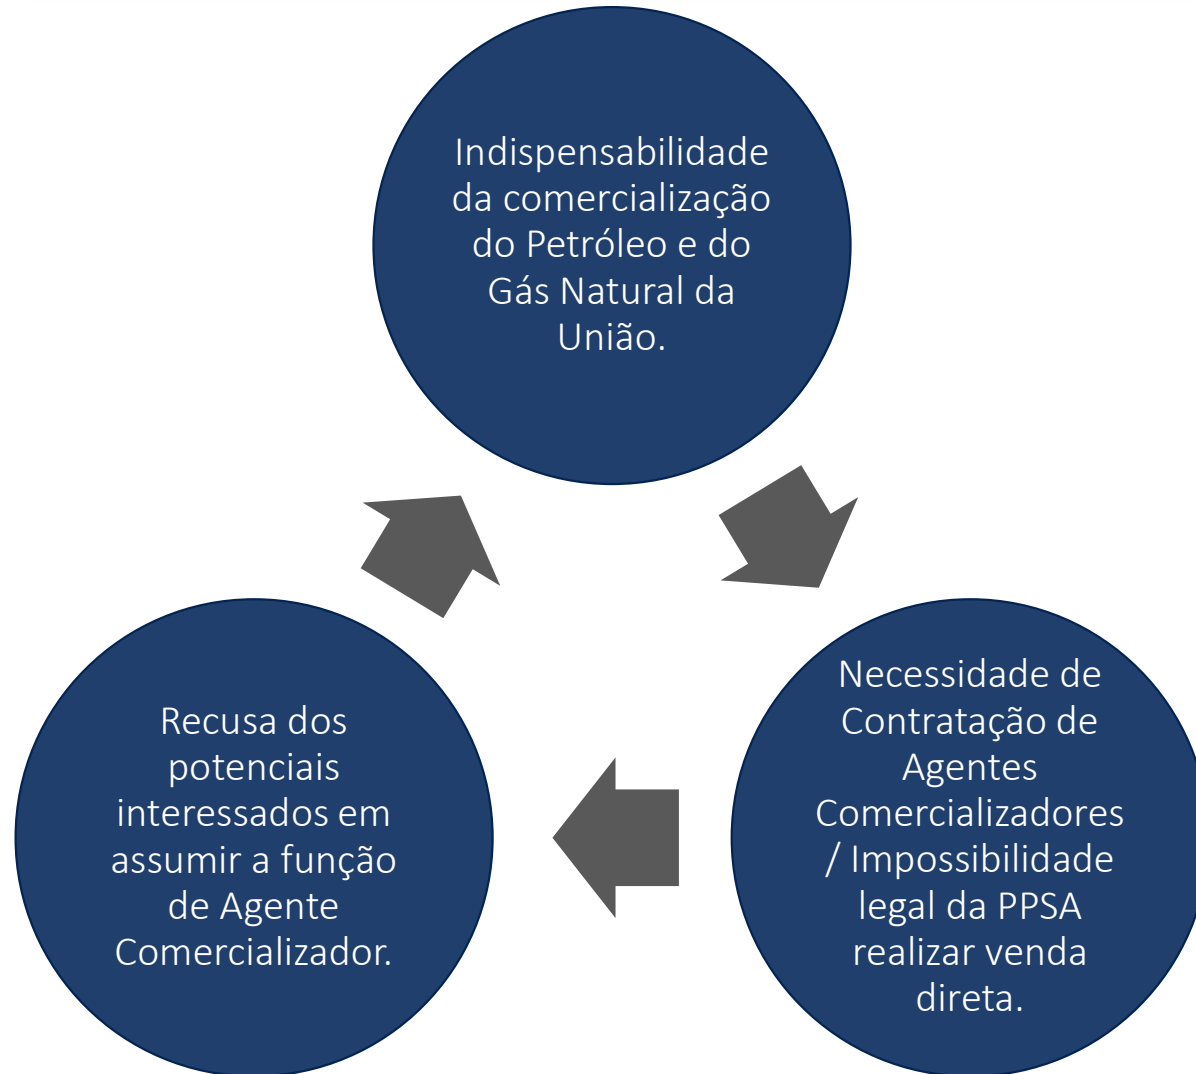 Indispensabilidade
da comercialização
do Petróleo e do
Gás Natural da
União.
Necessidade de
Contratação de
Agentes
Comercializadores
/ Impossibilidade
legal da PPSA
realizar venda
direta.
Recusa dos
potenciais
interessados em
assumir a função
de Agente
Comercializador.